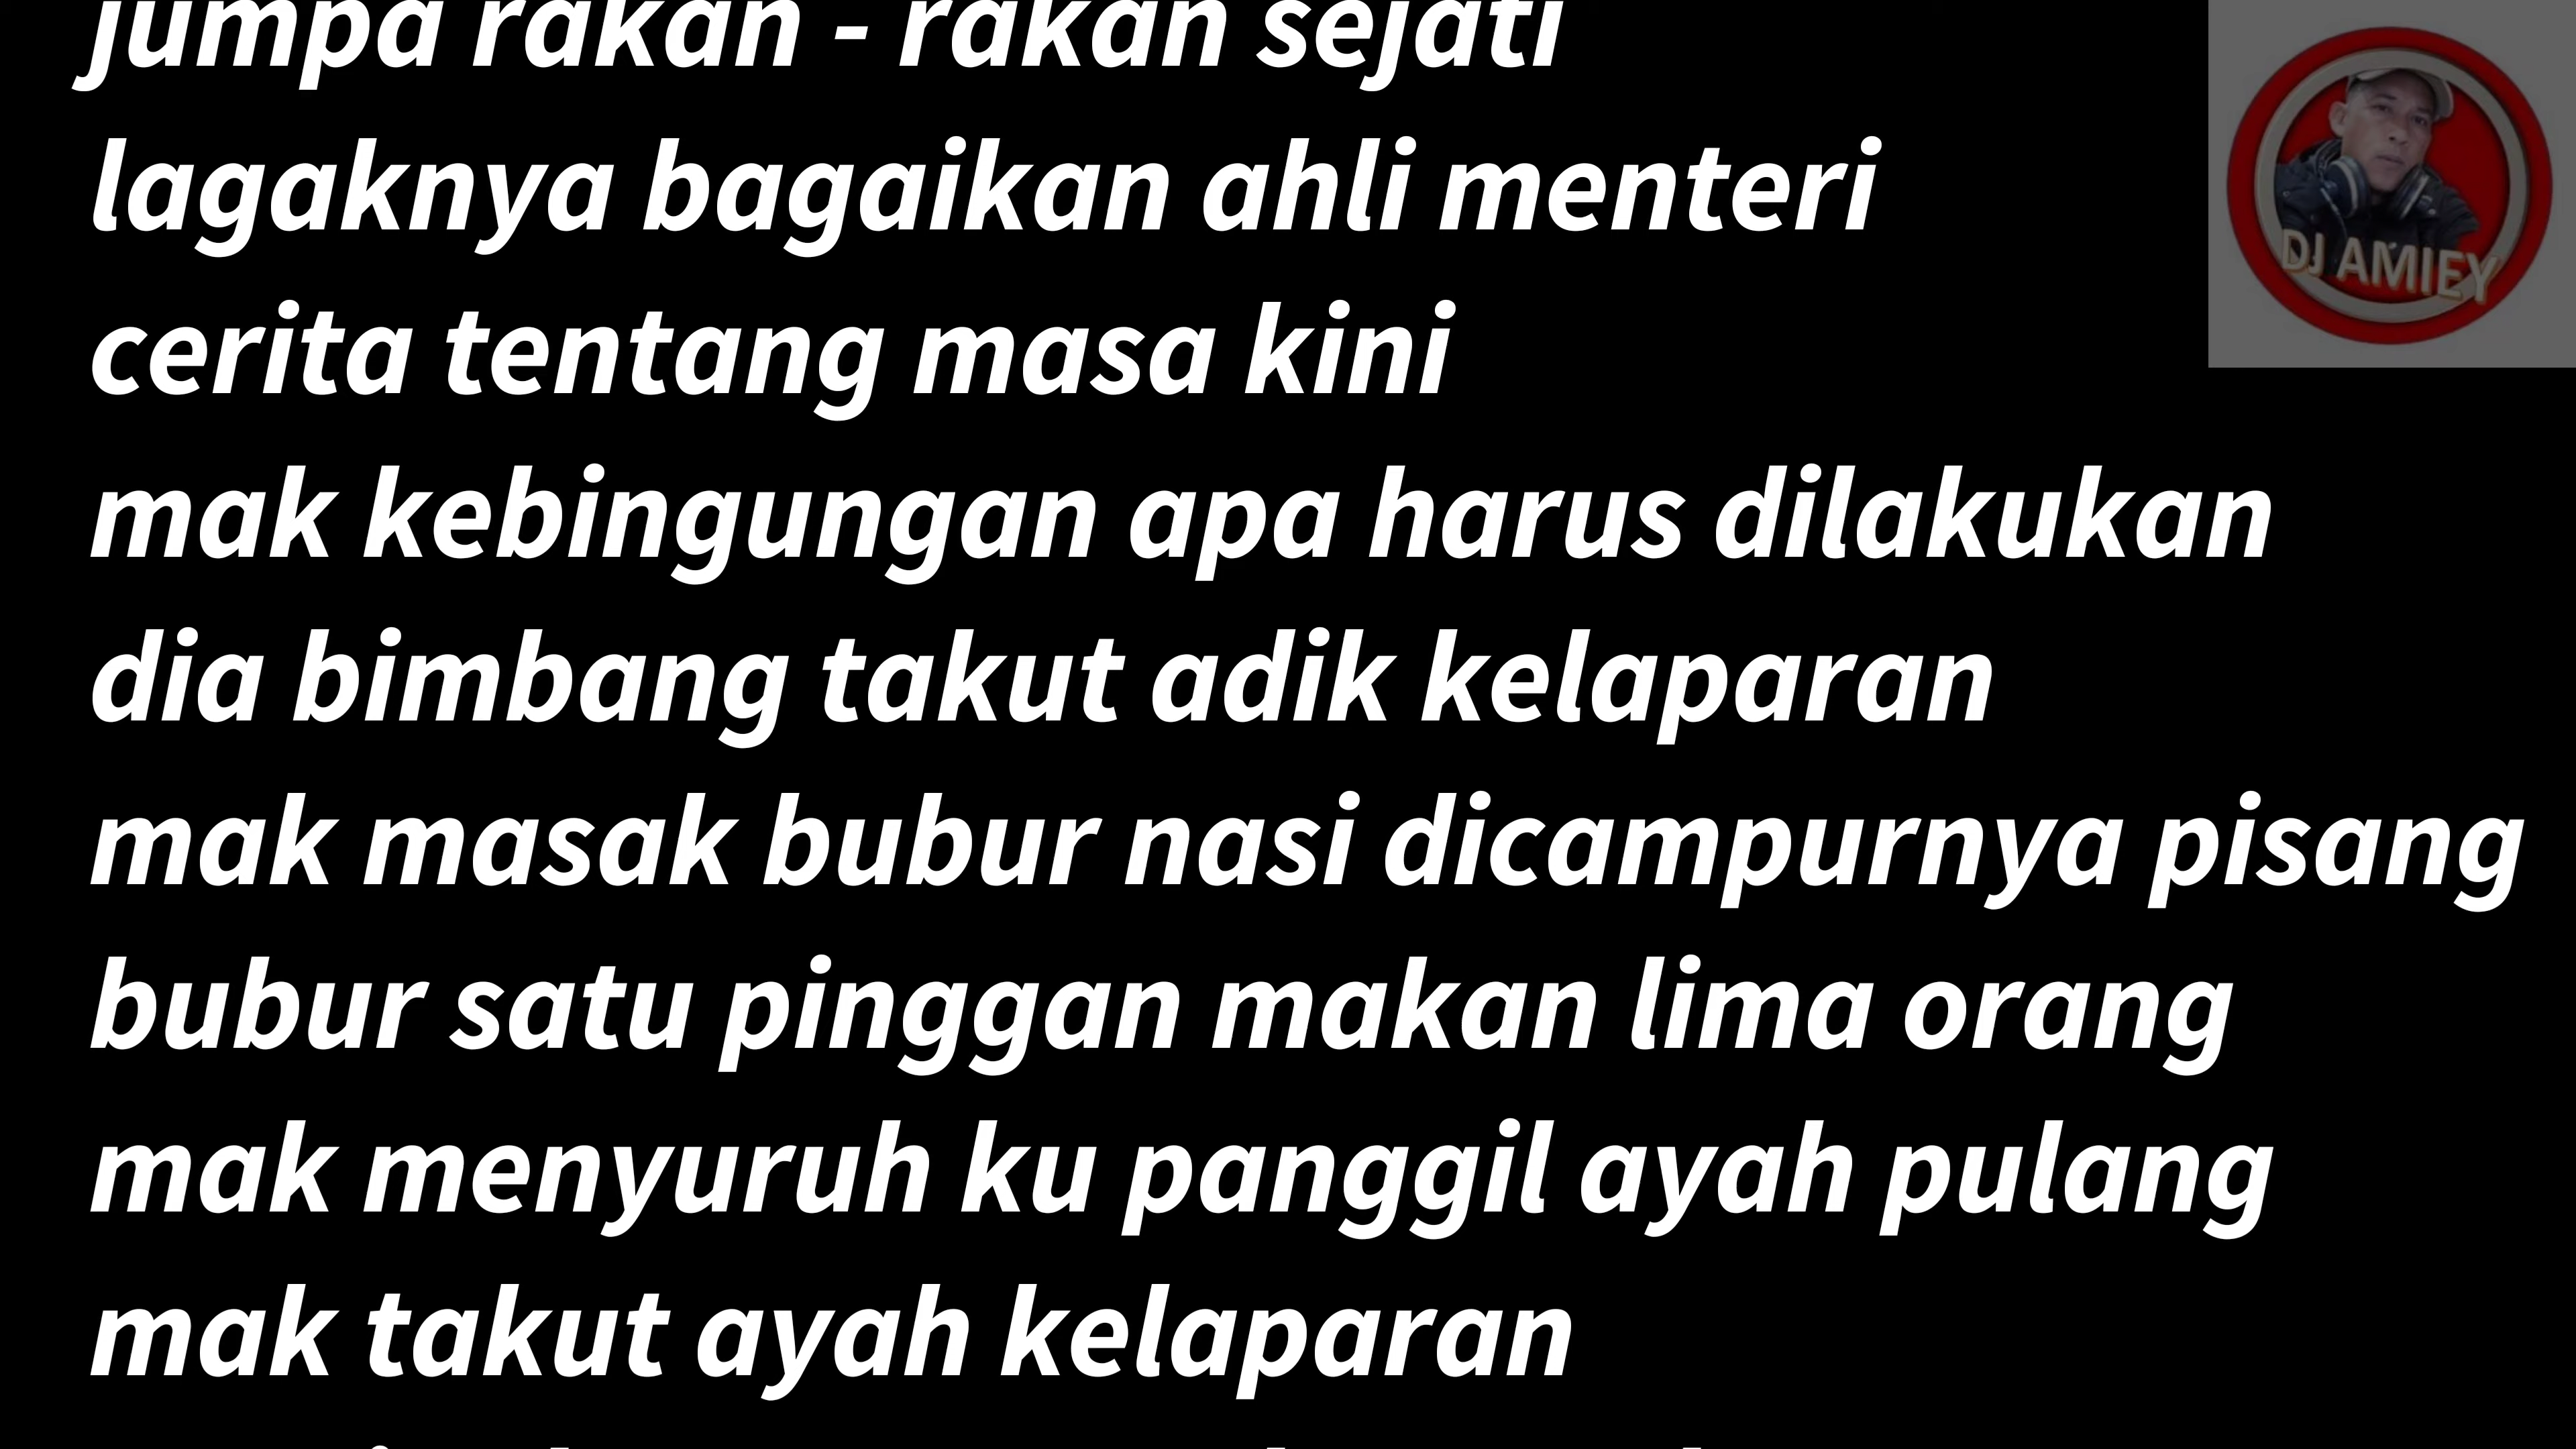 jumpa rakan - rakan sejati
lagaknya bagaikan ahli menteri
cerita tentang masa kini
mak kebingungan apa harus dilakukan
dia bimbang takut adik kelaparan
mak masak bubur nasi dicampurnya pisang
bubur satu pinggan makan lima orang
mak menyuruh ku panggil ayah pulang
mak takut ayah kelaparan
DJ AMIEY